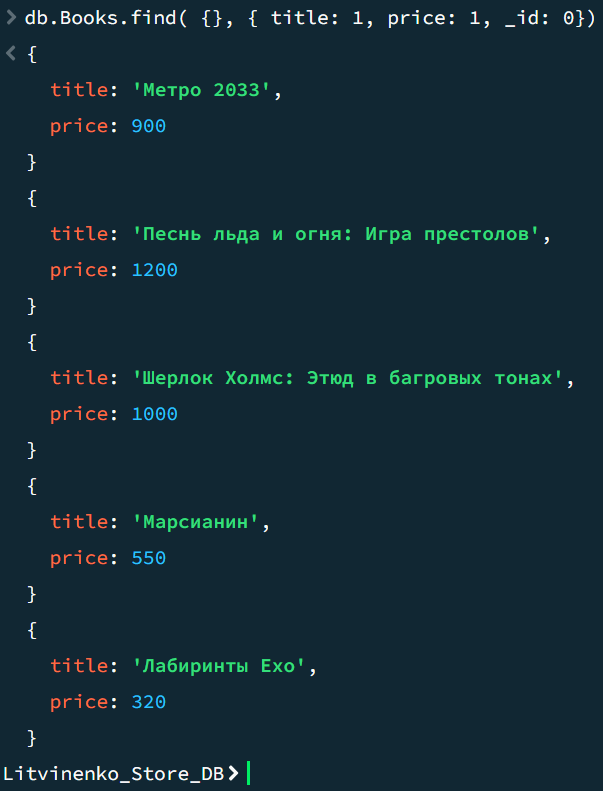 > db.Books.find( {}, { title: 1, price: 1, _id: 0})
< {
title: 'Метро 2033',
price: 900
}
{
title: 'Песнь льда и огня: Игра престолов',
price: 1200
}
{
title: 'Шерлок Холмс: Этюд в багровых тонах',
price: 1000
}
{
title: 'Марсианин',
price: 550
}
{
title: 'Лабиринты Ехо',
price: 320
}
Litvinenko_Store_DB>